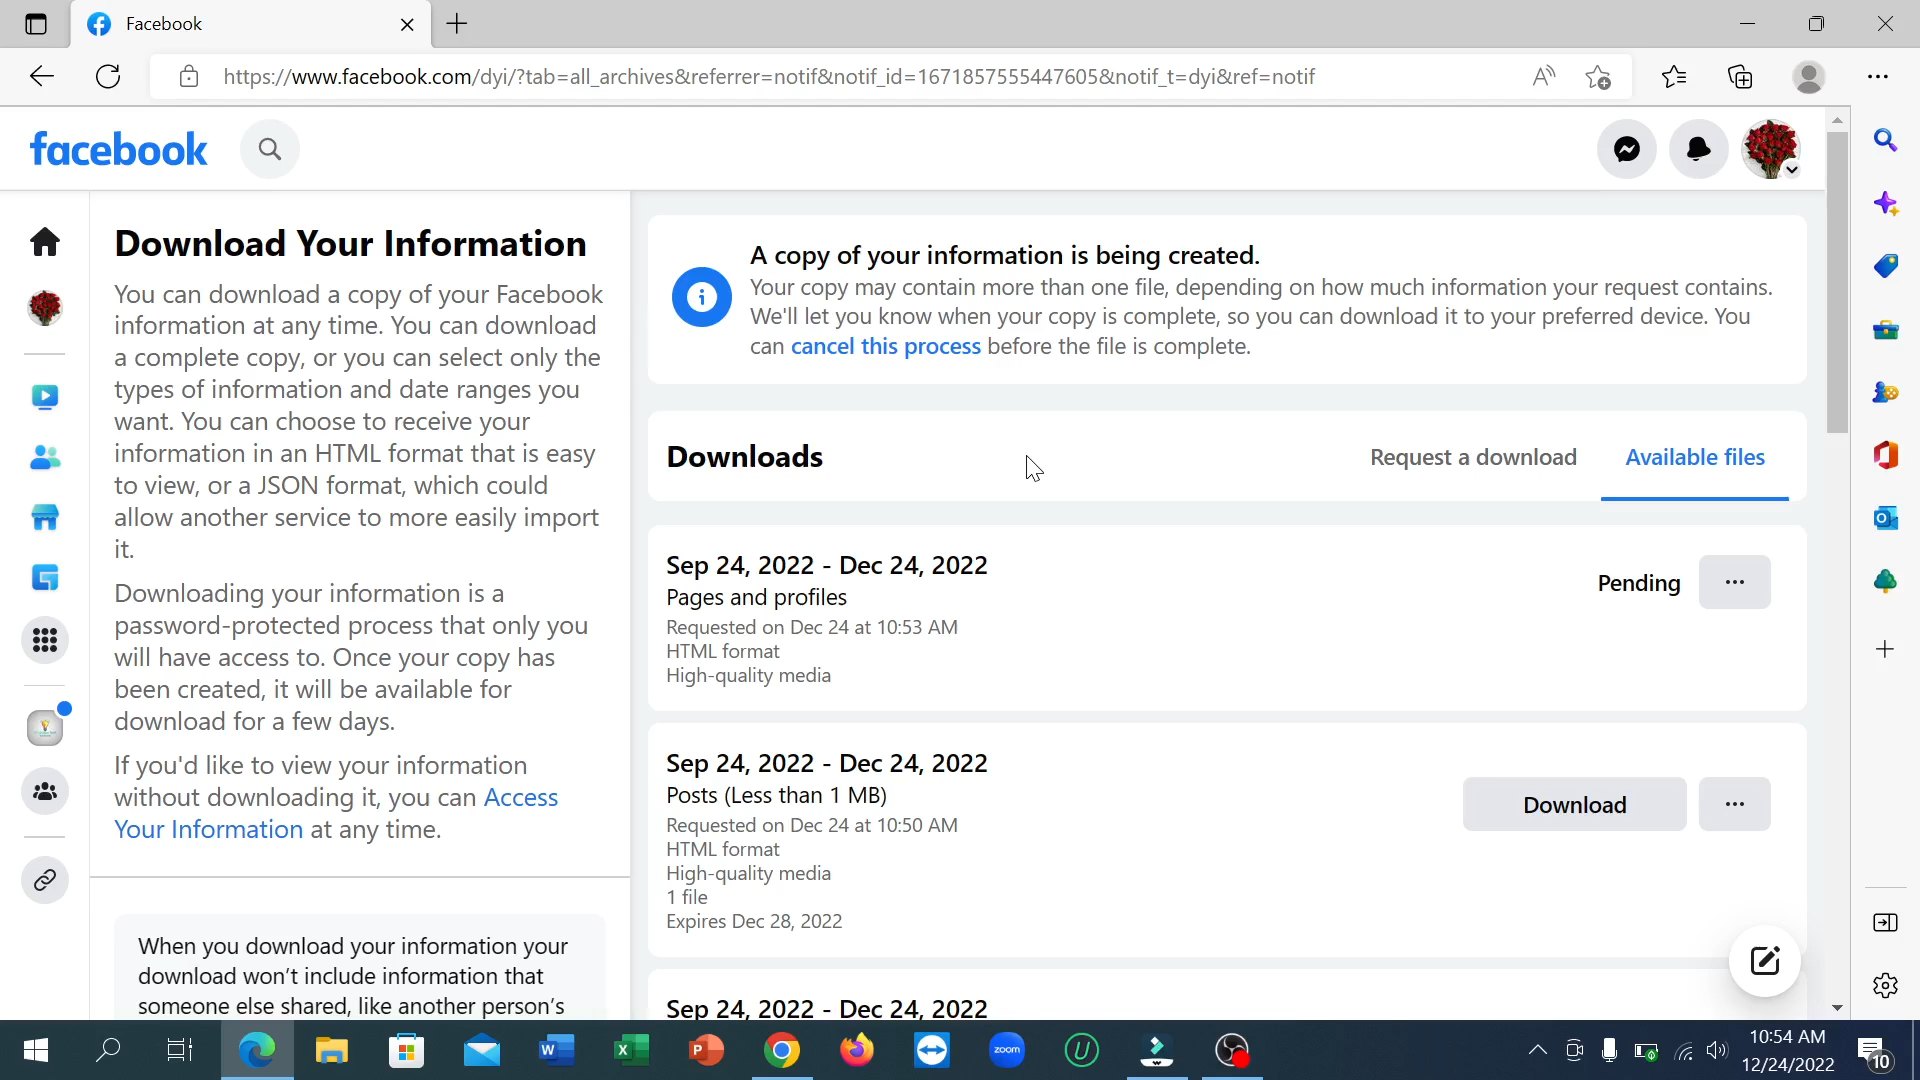 Facebook
https://www.facebook.com/dyi/?tab=all_archives&referrer=notif&notif_id=1671857555447605&notif_t=dyi&ref=notif
facebook
Download Your Information
You can download a copy of your Facebook
information at any time. You can download
a complete copy, or you can select only the
types of information and date ranges you
want. You can choose to receive your
information in an HTML format that is easy
to view, or a JSON format, which could
allow another service to more easily import
it.
Downloading your information is a
password-protected process that only you
will have access to. Once your copy has
been created, it will be available for
download for a few days.
If you'd like to view your information
without downloading it, you can Access
Your Information at any time.
When you download your information your
download won't include information that
someone else shared, like another person's
A copy of your information is being created.
Your copy may contain more than one file, depending on how much information your request contains.
We'll let you know when your copy is complete, so you can download it to your preferred device. You
can cancel this process before the file is complete.
Downloads
Request a download
Available files
Sep 24, 2022 - Dec 24, 2022
Pages and profiles
Requested on Dec 24 at 10:53 AM
HTML format
High-quality media
Pending
Sep 24, 2022 - Dec 24, 2022
Posts (Less than 1 MB)
Requested on Dec 24 at 10:50 AM
HTML format
High-quality media
1 file
Expires Dec 28, 2022
Download
Sep 24, 2022 - Dec 24, 2022
zoom
10:54 AM
12/24/2022
10